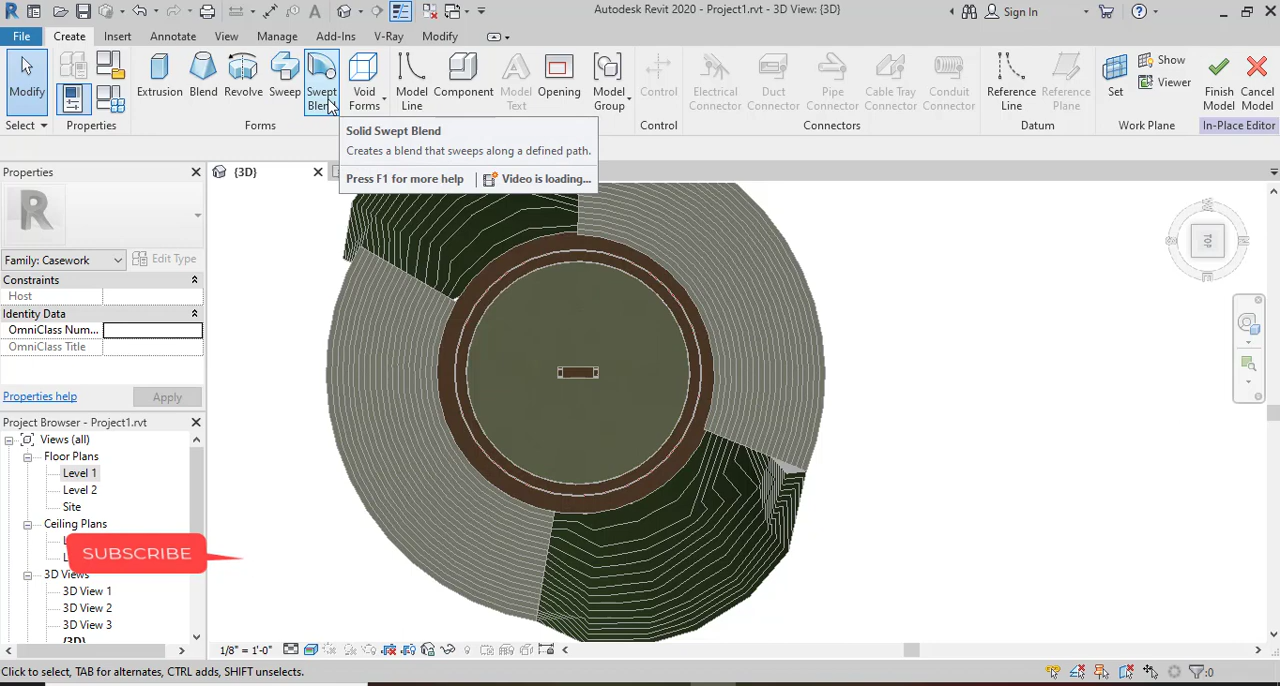 Autodesk Revit 2020 - Project1.rvt - 3D View: {3D}
Sign In
File Create Insert Annotate View Manage Add-Ins V-Ray Modify
Modify
Extrusion Blend Revolve Sweep Swept Blend Void Forms
Model Line Component Model Text Opening Model Group
Control Electrical Connector Duct Connector Pipe Connector Cable Tray Connector Conduit Connector
Reference Line Reference Plane Set Show Viewer Finish Model Cancel Model
Select Properties Forms Model Control Connectors Datum Work Plane In-Place Editor
Solid Swept Blend
Creates a blend that sweeps along a defined path.
Press F1 for more help Video is loading...
Properties
{3D}
R
Family: Casework Edit Type
Constraints
Host
Identity Data
OmniClass Num...
OmniClass Title
Properties help Apply
TOP
Project Browser - Project1.rvt
Views (all)
Floor Plans
Level 1
Level 2
Site
Ceiling Plans
SUBSCRIBE
3D Views
3D View 1
3D View 2
3D View 3
{3D}
1/8" = 1'-0"
Click to select, TAB for alternates, CTRL adds, SHIFT unselects.
:0